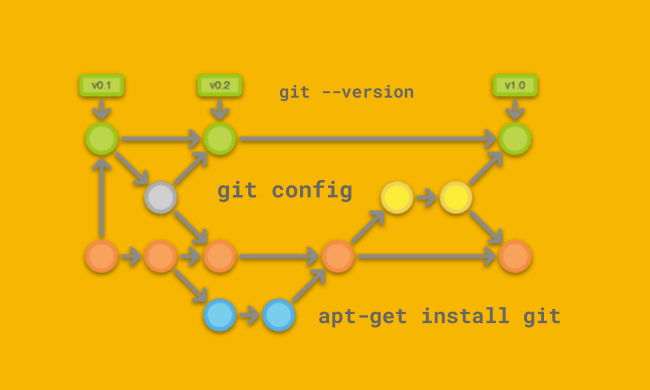 v0.1
v0.2
git --version
v1.0
git config
apt-get install git